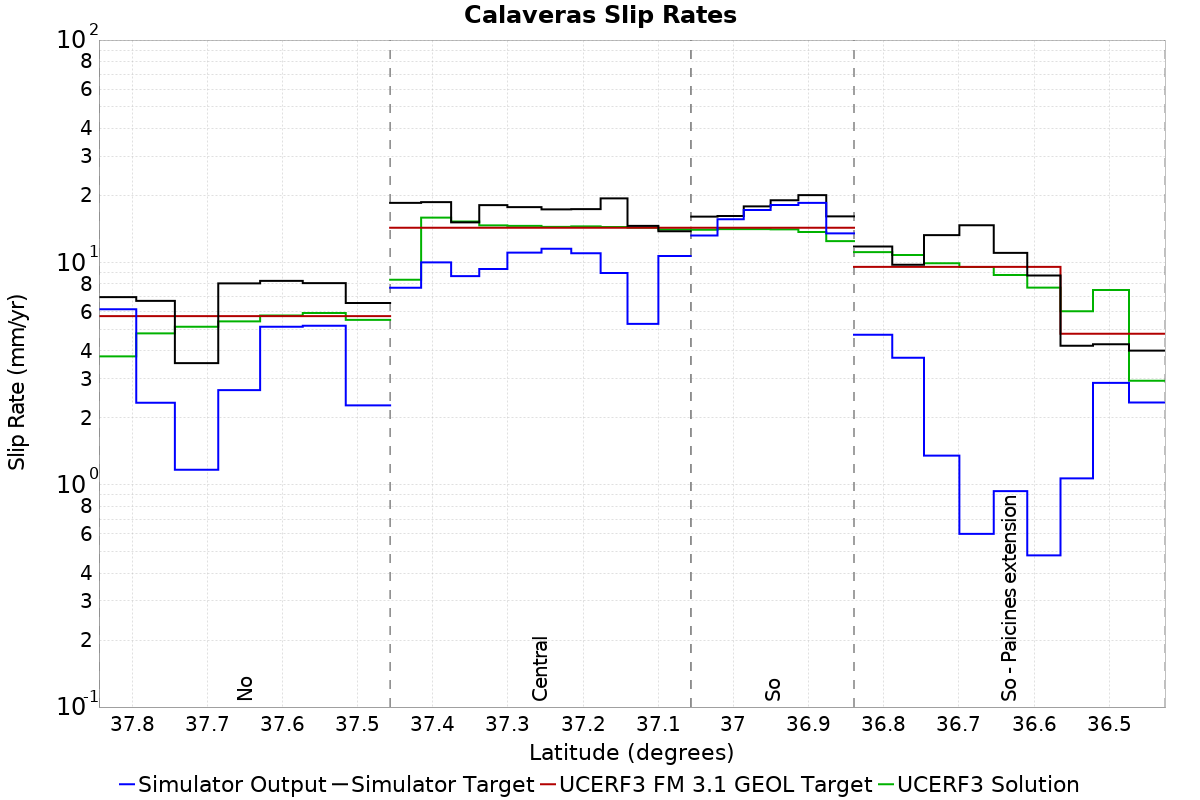 Calaveras Slip Rates
10^2
8
6
4
3
2
10^1
8
6
4
3
2
10^0
8
6
4
3
2
10^-1
Slip Rate (mm/yr)
No
Central
So
So - Paicines extension
37.8 37.7 37.6 37.5 37.4 37.3 37.2 37.1 37 36.9 36.8 36.7 36.6 36.5
Latitude (degrees)
Simulator Output Simulator Target UCERF3 FM 3.1 GEOL Target UCERF3 Solution